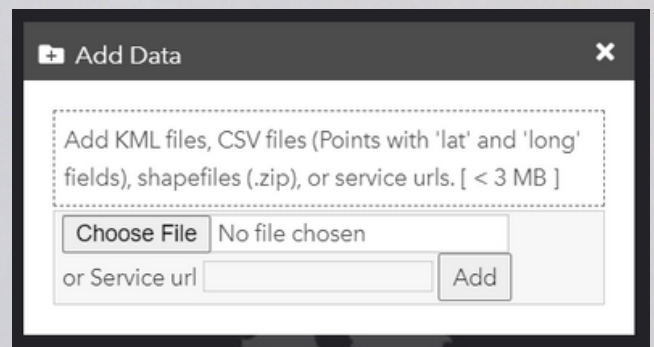 Add Data
Add KML files, CSV files (Points with 'lat' and 'long'
fields), shapefiles (.zip), or service urls. [ < 3 MB ]
Choose File No file chosen
or Service url Add